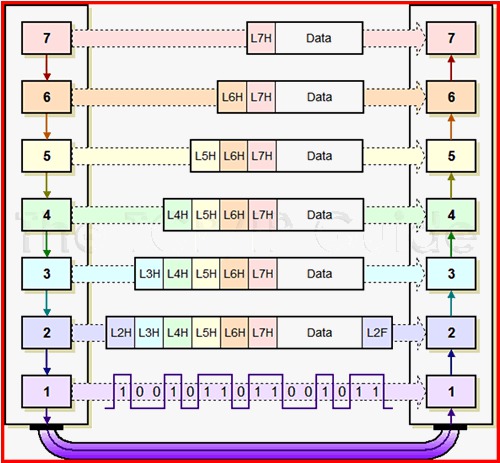 7 L7H Data 7
6 L6H L7H Data 6
5 L5H L6H L7H Data 5
4 L4H L5H L6H L7H Data 4
The TCP/IP Guide
3 L3H L4H L5H L6H L7H Data 3
2 L2H L3H L4H L5H L6H L7H Data L2F 2
1 1 0 0 1 0 1 1 0 1 1 0 0 1 0 1 1 1